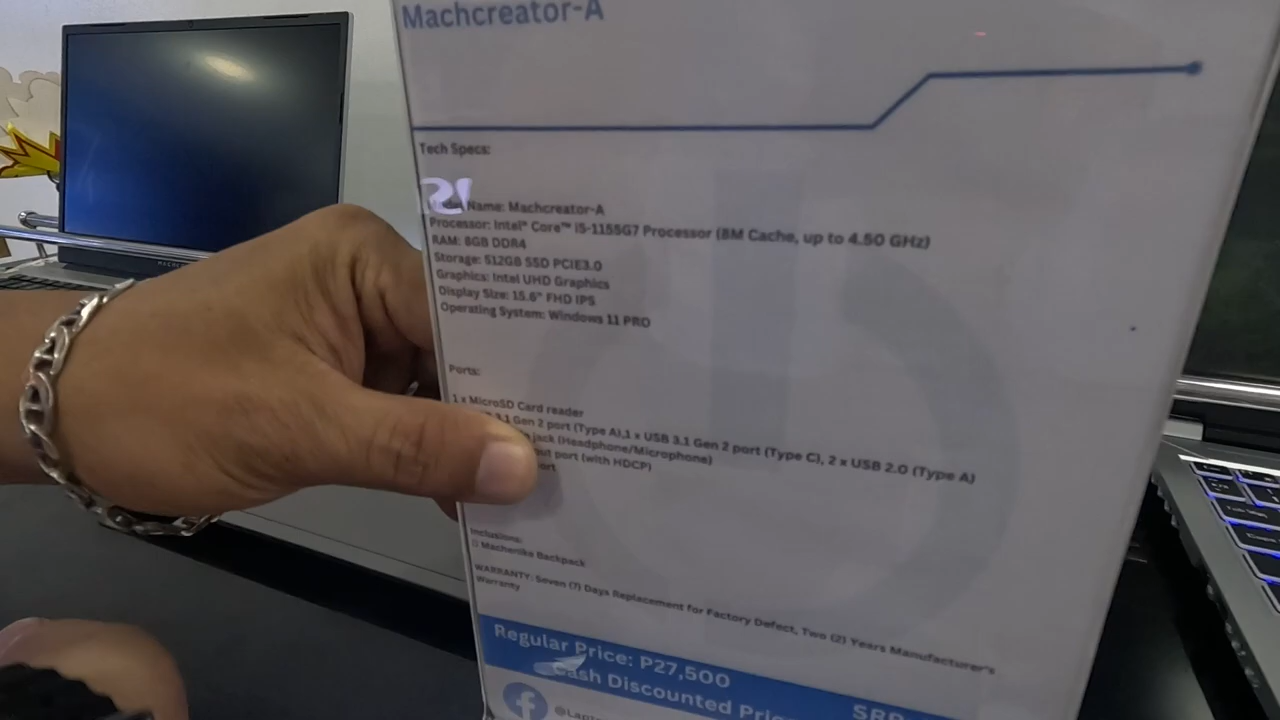 Machcreator-A
Tech Specs:
Name: Machcreator-A
Processor: Intel® Core™ i5-1155G7 Processor (8M Cache, up to 4.50 GHz)
RAM: 8GB DDR4
Storage: 512GB SSD PCIE3.0
Graphics: Intel UHD Graphics
Display Size: 15.6" FHD IPS
Operating System: Windows 11 PRO
Ports:
1 x MicroSD Card reader
3.1 Gen 2 port (Type A),1 x USB 3.1 Gen 2 port (Type C), 2 x USB 2.0 (Type A)
jack (Headphone/Microphone)
port (with HDCP)
Inclusions:
Machenike Backpack
WARRANTY: Seven (7) Days Replacement for Factory Defect, Two (2) Years Manufacturer's
Warranty
Regular Price: P27,500
Cash Discounted
SRP